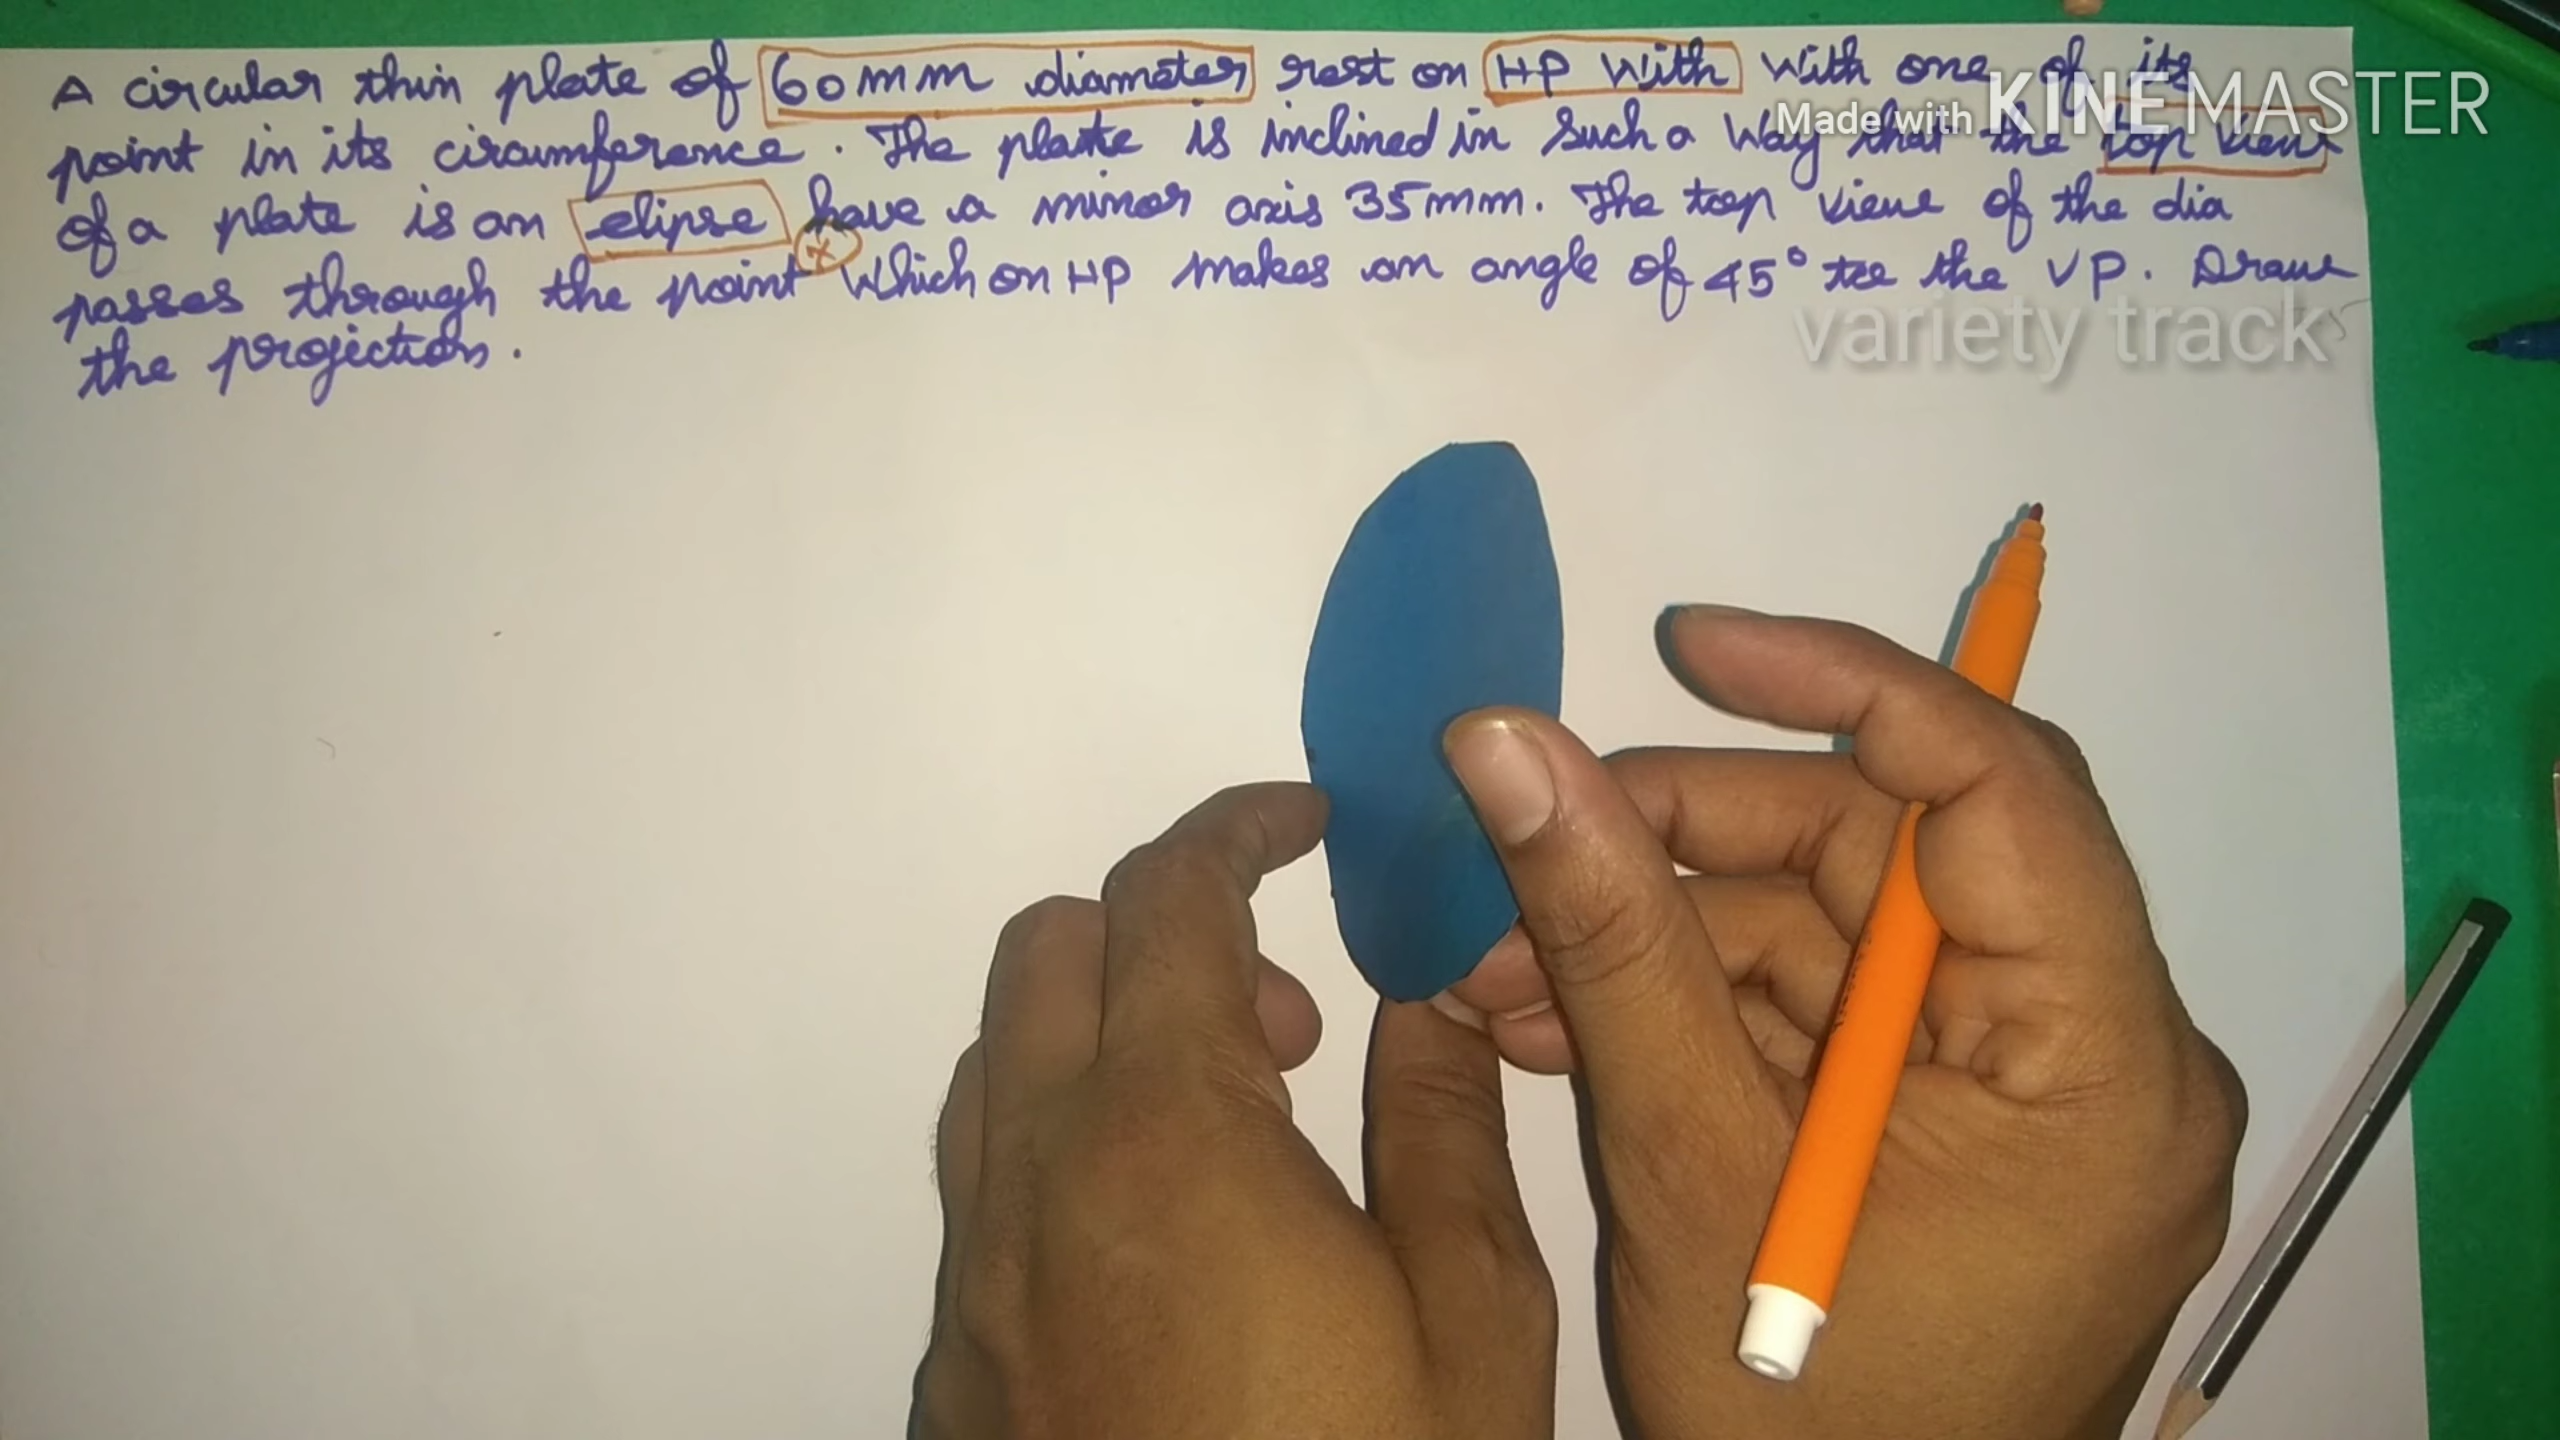 A circular thin plate of 60mm diameter rest on HP With With one of its
Made with KINEMASTER
point in its circumference. The plate is inclined in Such a Way that the top view
of a plate is an elipse have a minor axis 35mm. The top view of the dia
x
passes through the point Which on HP makes an angle of 45° to the VP. Draw
variety track
the projection.